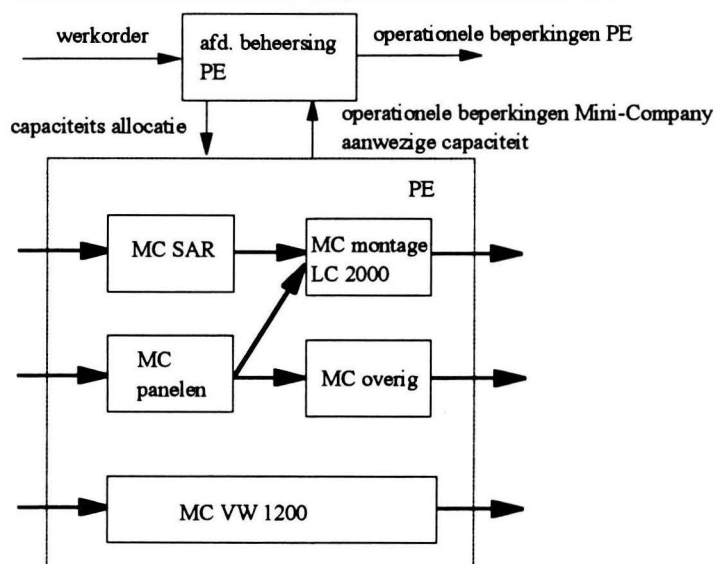 werkorder
afd. beheersing
PE
operationele beperkingen PE
capaciteits allocatie
operationele beperkingen Mini-Company
aanwezige capaciteit
PE
MC SAR
MC montage
LC 2000
MC
panelen
MC overig
MC VW 1200